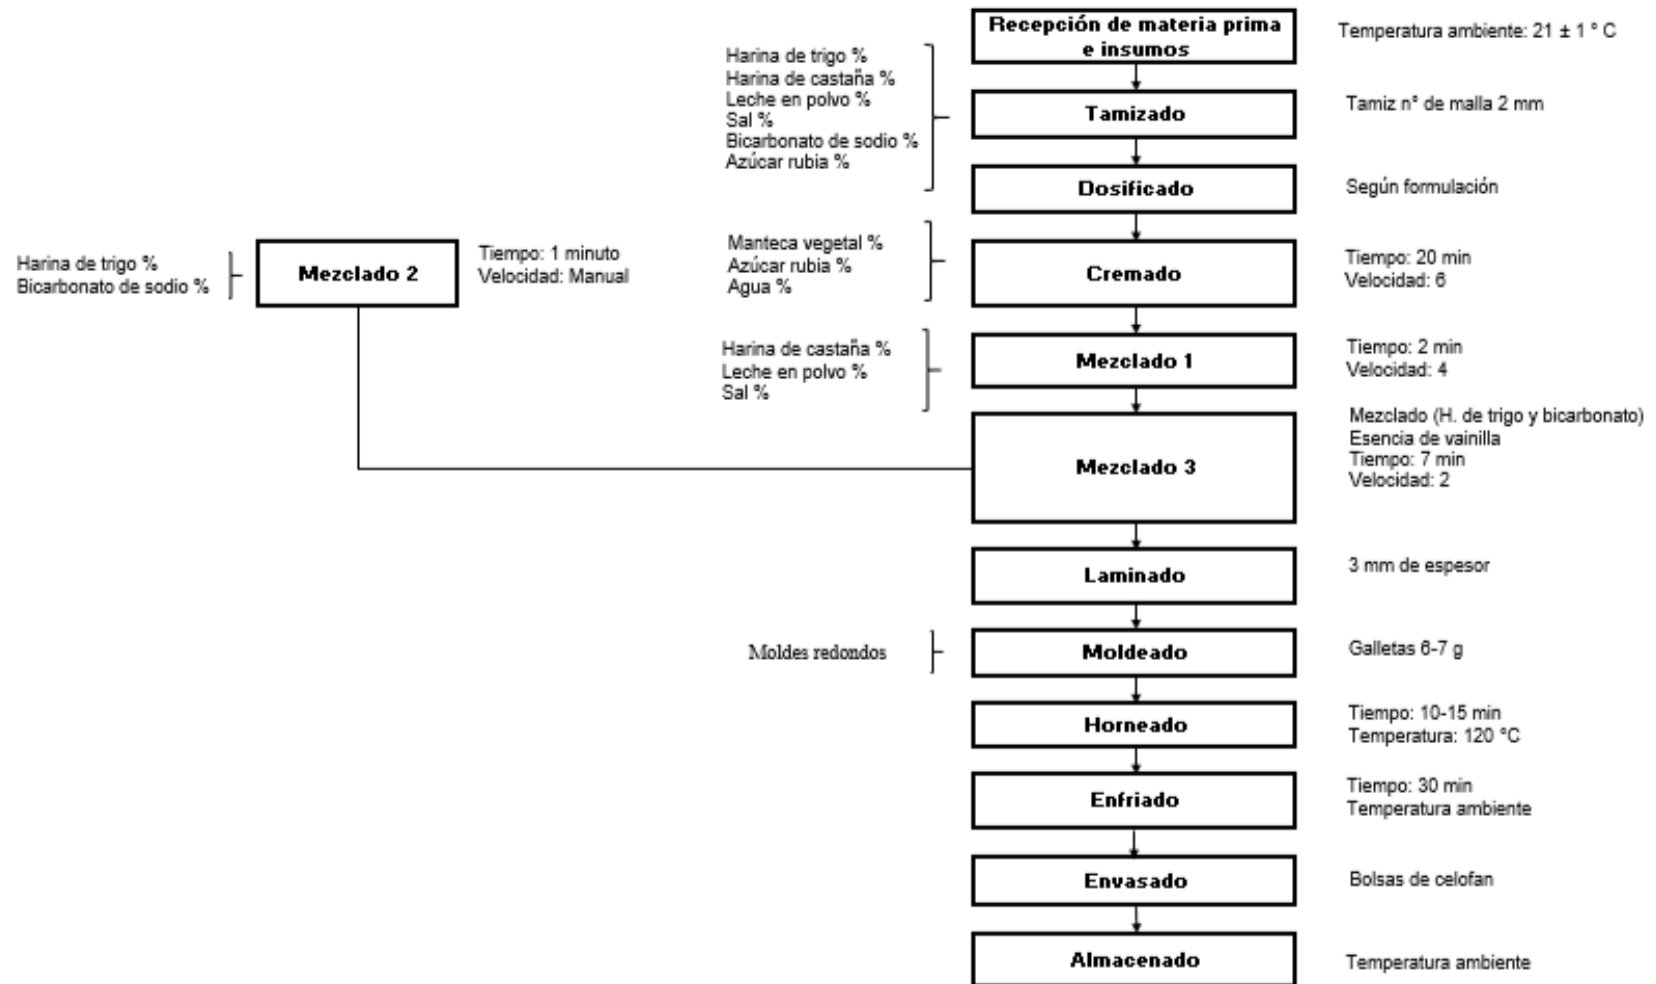 Recepción de materia prima
e insumos
Temperatura ambiente: 21 ± 1 ° C
Harina de trigo %
Harina de castaña %
Leche en polvo %
Sal %
Bicarbonato de sodio %
Azúcar rubia %
Tamizado
Tamiz n° de malla 2 mm
Dosificado
Según formulación
Harina de trigo %
Bicarbonato de sodio %
Mezclado 2
Tiempo: 1 minuto
Velocidad: Manual
Manteca vegetal %
Azúcar rubia %
Agua %
Cremado
Tiempo: 20 min
Velocidad: 6
Harina de castaña %
Leche en polvo %
Sal %
Mezclado 1
Tiempo: 2 min
Velocidad: 4
Mezclado 3
Mezclado (H. de trigo y bicarbonato)
Esencia de vainilla
Tiempo: 7 min
Velocidad: 2
Laminado
3 mm de espesor
Moldes redondos
Moldeado
Galletas 6-7 g
Horneado
Tiempo: 10-15 min
Temperatura: 120 °C
Enfriado
Tiempo: 30 min
Temperatura ambiente
Envasado
Bolsas de celofan
Almacenado
Temperatura ambiente